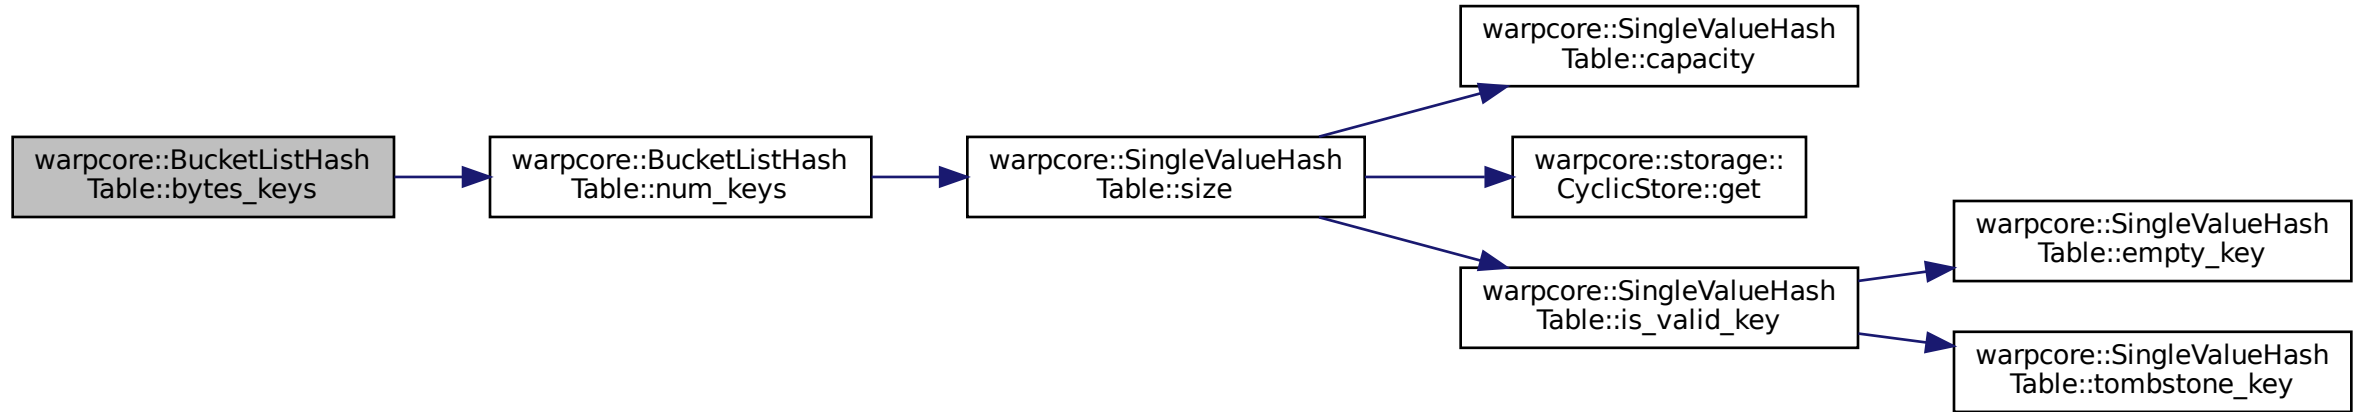 warpcore::BucketListHash
Table::bytes_keys
warpcore::BucketListHash
Table::num_keys
warpcore::SingleValueHash
Table::size
warpcore::SingleValueHash
Table::capacity
warpcore::storage::
CyclicStore::get
warpcore::SingleValueHash
Table::is_valid_key
warpcore::SingleValueHash
Table::empty_key
warpcore::SingleValueHash
Table::tombstone_key